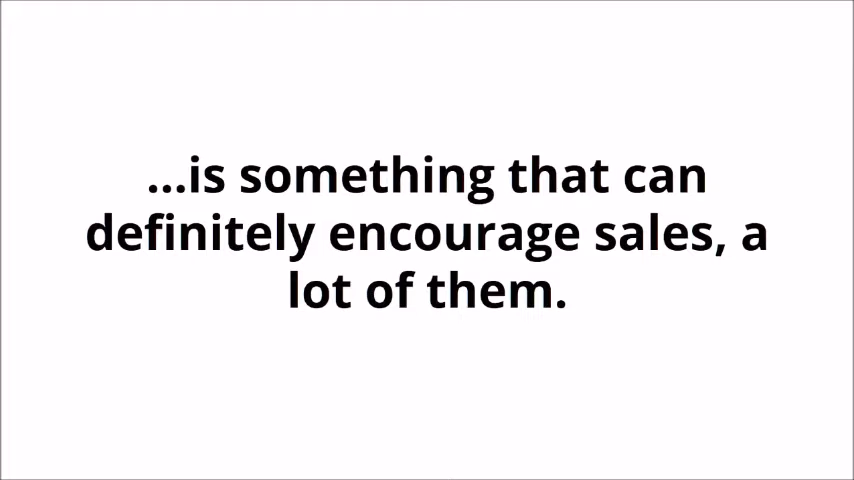 ...is something that can
definitely encourage sales, a
lot of them.